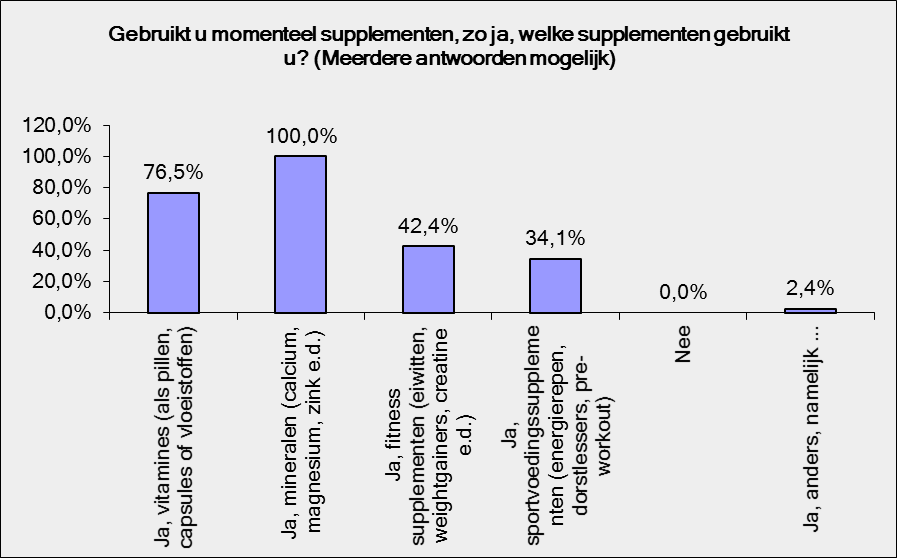 Gebruikt u momenteel supplementen, zo ja, welke supplementen gebruikt
u? (Meerdere antwoorden mogelijk)
120,0%
100,0%
80,0%
60,0%
40,0%
20,0%
0,0%
76,5%
100,0%
42,4%
34,1%
0,0%
2,4%
Ja, vitamines (als pillen,
capsules of vloeistoffen)
Ja, mineralen (calcium,
magnesium, zink e.d.)
Ja, fitness
supplementen (eiwitten,
weightgainers, creatine
e.d.)
Ja,
sportvoedingssuppleme
nten (energierepen,
dorstlessers, pre-
workout)
Nee
Ja, anders, namelijk ...